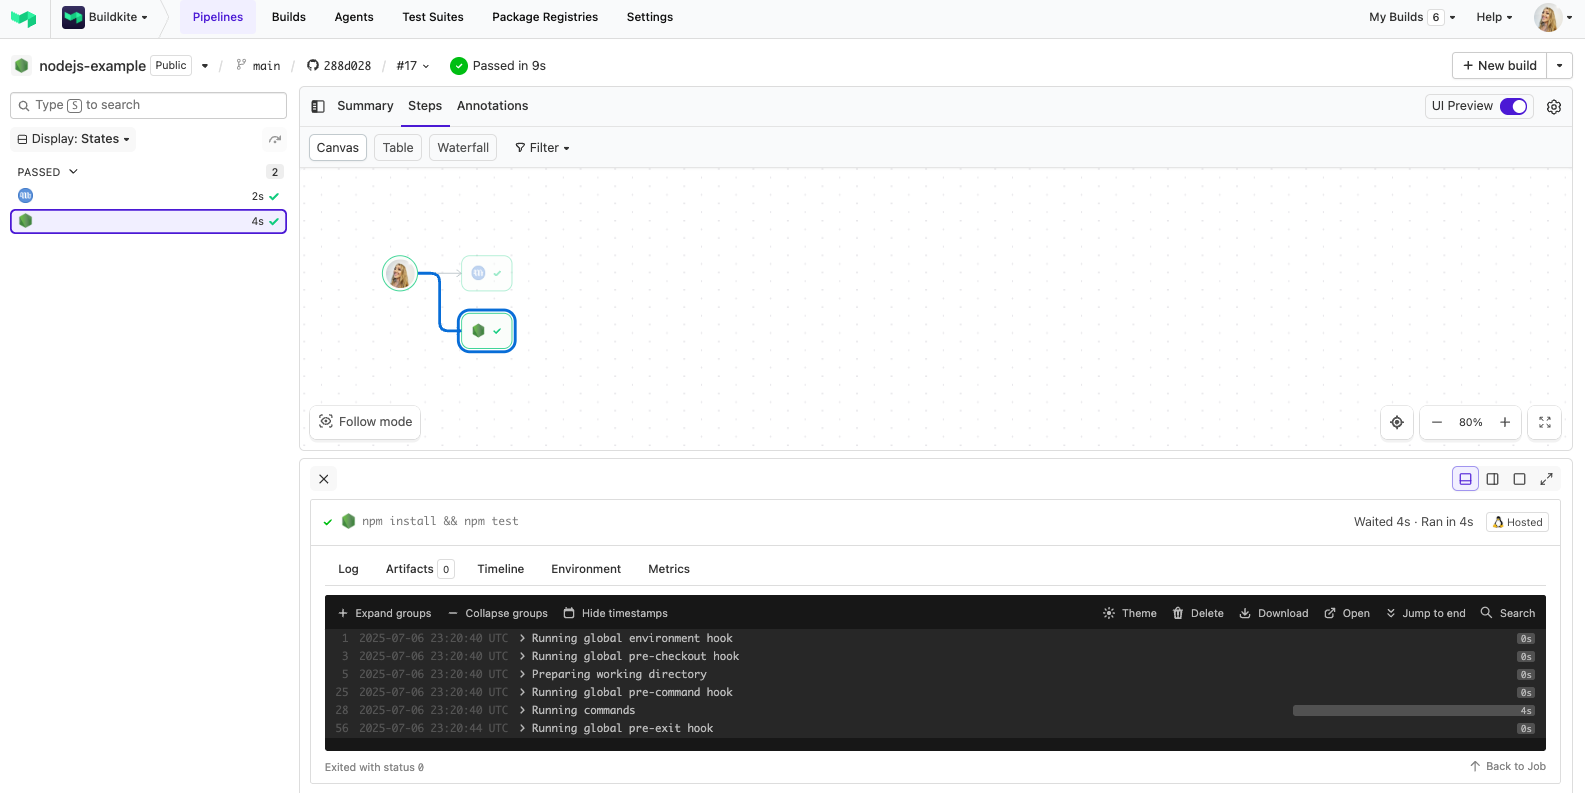 Buildkite
Pipelines
Builds
Agents
Test Suites
Package Registries
Settings
My Builds 6
Help
nodejs-example Public / main / 288d028 / #17 Passed in 9s
+ New build
Type S to search
Display: States
PASSED 2
2s
4s
Summary Steps Annotations
UI Preview
Canvas Table Waterfall Filter
Follow mode
80%
npm install && npm test
Waited 4s · Ran in 4s Hosted
Log Artifacts 0 Timeline Environment Metrics
+ Expand groups − Collapse groups Hide timestamps Theme Delete Download Open Jump to end Search
1 2025-07-06 23:20:40 UTC > Running global environment hook 0s
3 2025-07-06 23:20:40 UTC > Running global pre-checkout hook 0s
5 2025-07-06 23:20:40 UTC > Preparing working directory 0s
25 2025-07-06 23:20:40 UTC > Running global pre-command hook 0s
28 2025-07-06 23:20:40 UTC > Running commands 4s
56 2025-07-06 23:20:44 UTC > Running global pre-exit hook 0s
Exited with status 0
Back to Job